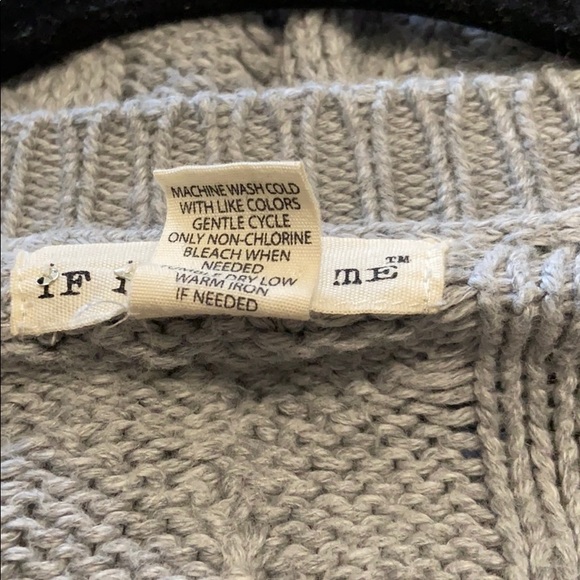 MACHINE WASH COLD
WITH LIKE COLORS
GENTLE CYCLE
ONLY NON-CHLORINE
BLEACH WHEN
NEEDED
DRY LOW
WARM IRON
IF NEEDED
iF mE™